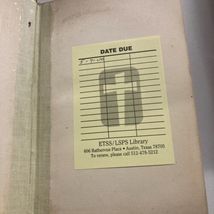 DATE DUE
ETSS/LSPS Library
606 Rathervue Place • Austin, Texas 78705
To renew, please call 512-478-5212